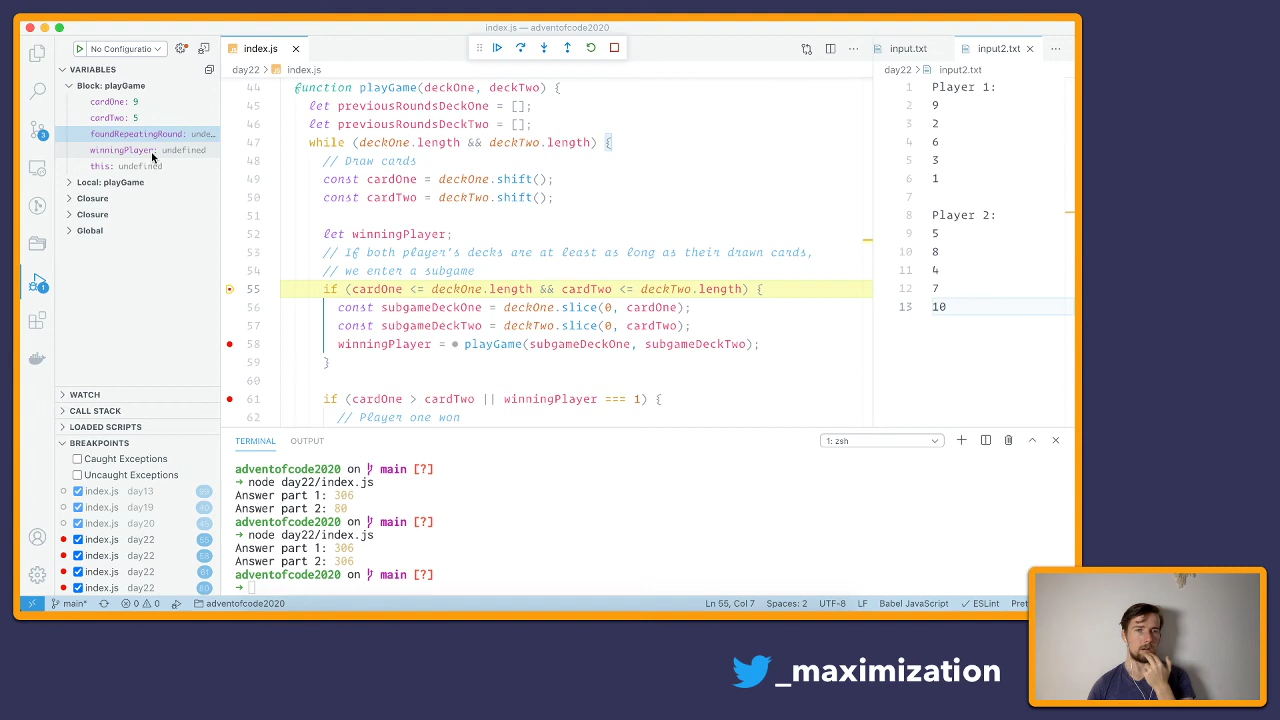 index.js — adventofcode2020
No Configuratio
index.js
input.txt
input2.txt
VARIABLES
day22 > index.js
day22 > input2.txt
Block: playGame
cardOne: 9
cardTwo: 5
foundRepeatingRound: unde…
winningPlayer: undefined
this: undefined
Local: playGame
Closure
Closure
Global
44 function playGame(deckOne, deckTwo) {
45 let previousRoundsDeckOne = [];
46 let previousRoundsDeckTwo = [];
47 while (deckOne.length && deckTwo.length) {
48 // Draw cards
49 const cardOne = deckOne.shift();
50 const cardTwo = deckTwo.shift();
51
52 let winningPlayer;
53 // If both player's decks are at least as long as their drawn cards,
54 // we enter a subgame
55 if (cardOne <= deckOne.length && cardTwo <= deckTwo.length) {
56 const subgameDeckOne = deckOne.slice(0, cardOne);
57 const subgameDeckTwo = deckTwo.slice(0, cardTwo);
58 winningPlayer = playGame(subgameDeckOne, subgameDeckTwo);
59 }
60
61 if (cardOne > cardTwo || winningPlayer === 1) {
62 // Player one won
1 Player 1:
2 9
3 2
4 6
5 3
6 1
7
8 Player 2:
9 5
10 8
11 4
12 7
13 10
WATCH
CALL STACK
LOADED SCRIPTS
BREAKPOINTS
Caught Exceptions
Uncaught Exceptions
index.js day13 99
index.js day19 40
index.js day20 45
index.js day22 55
index.js day22 58
index.js day22 61
index.js day22 80
TERMINAL OUTPUT
1: zsh
adventofcode2020 on main [?]
→ node day22/index.js
Answer part 1: 306
Answer part 2: 80
adventofcode2020 on main [?]
→ node day22/index.js
Answer part 1: 306
Answer part 2: 306
adventofcode2020 on main [?]
→
main* 0 0 adventofcode2020
Ln 55, Col 7 Spaces: 2 UTF-8 LF Babel JavaScript ESLint Pret
3
1
_maximization